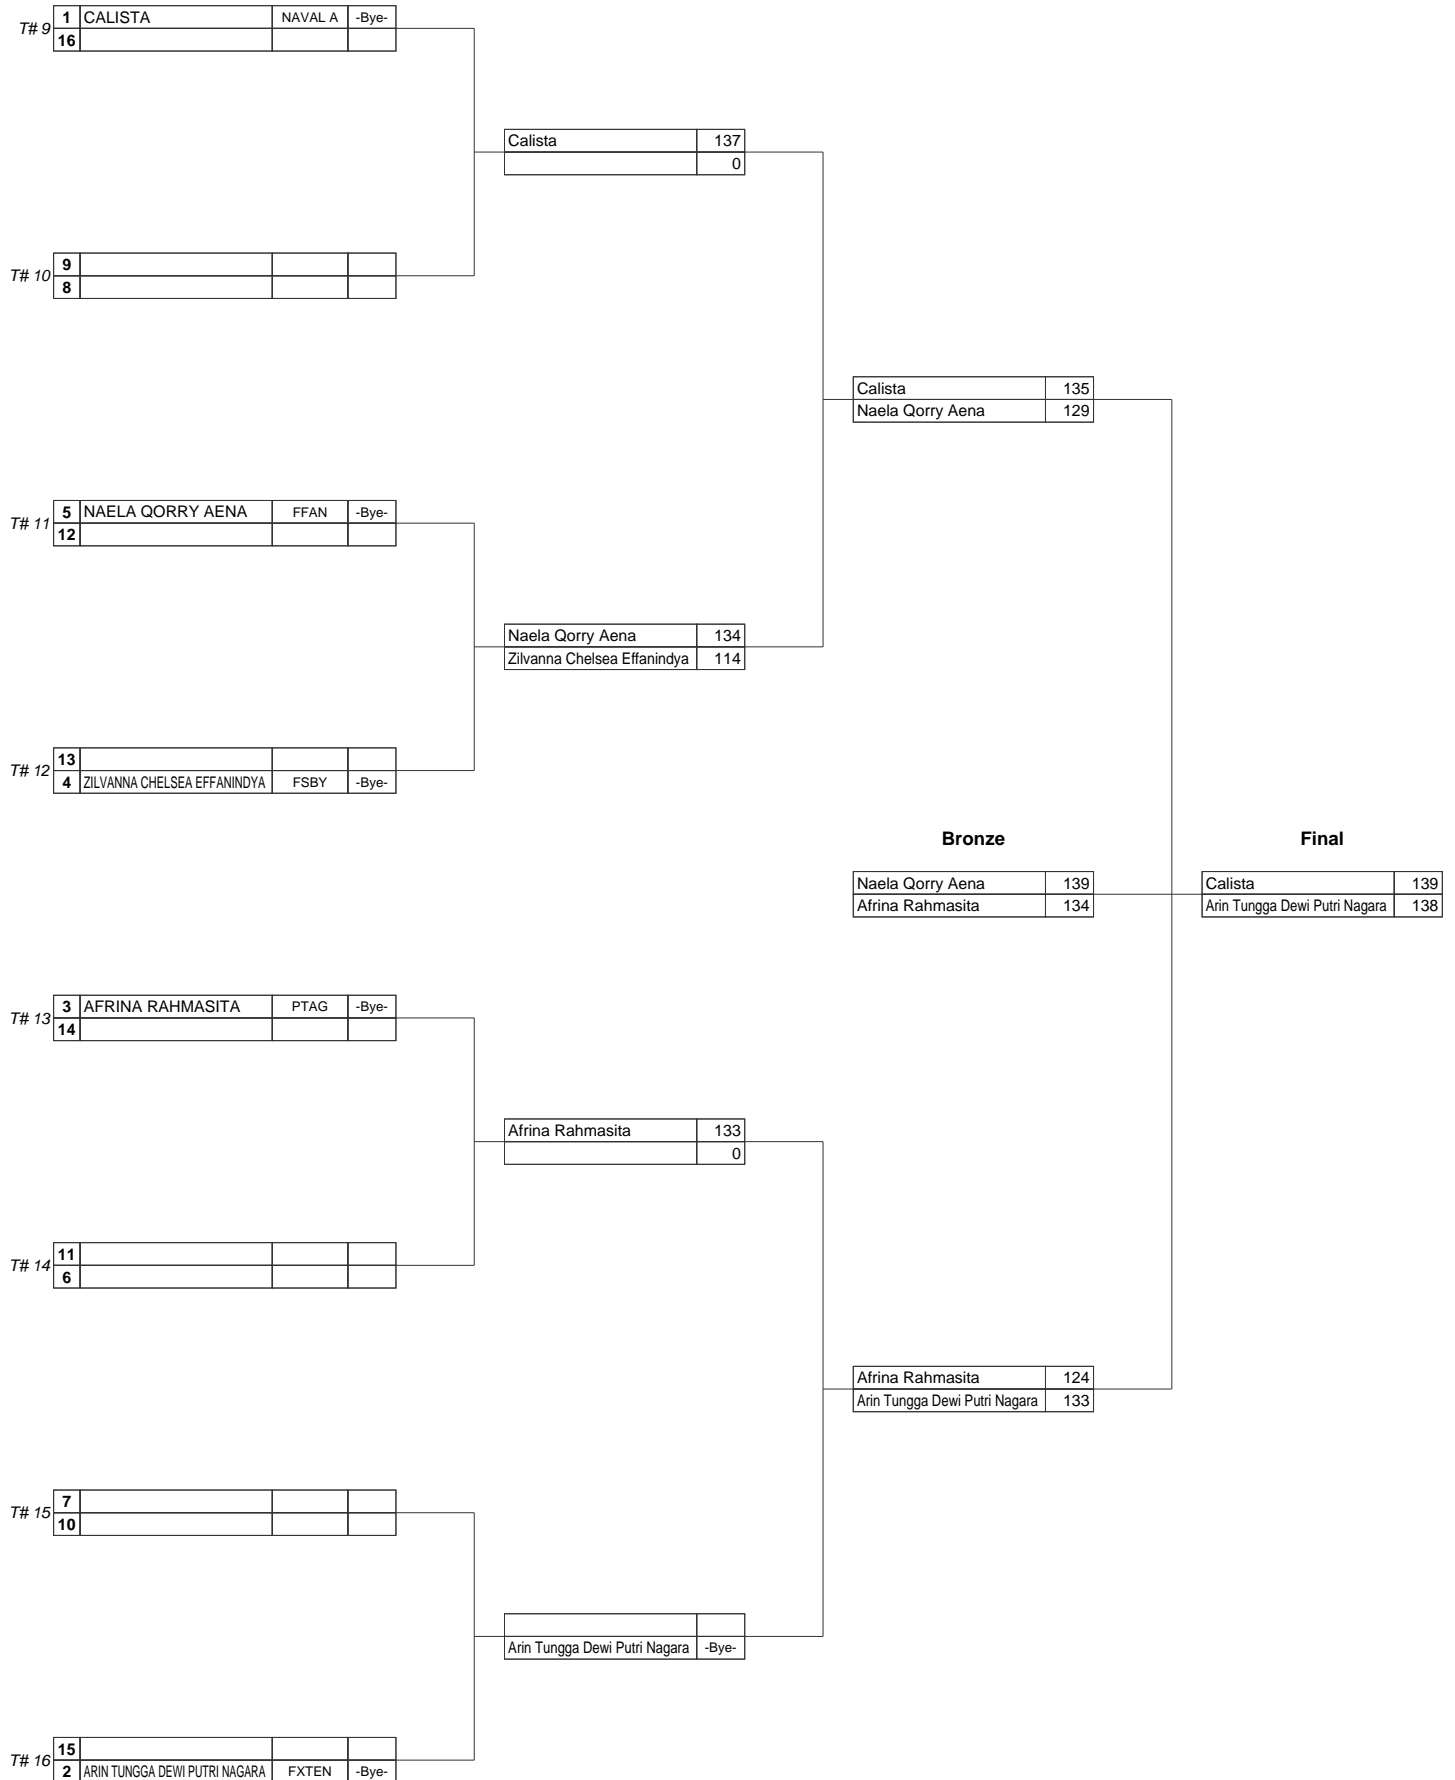 T# 9
1 CALISTA NAVAL A -Bye-
16
Calista 137
0
T# 10
9
8
Calista 135
Naela Qorry Aena 129
T# 11
5 NAELA QORRY AENA FFAN -Bye-
12
Naela Qorry Aena 134
Zilvanna Chelsea Effanindya 114
T# 12
13
4 ZILVANNA CHELSEA EFFANINDYA FSBY -Bye-
Bronze Final
Naela Qorry Aena 139 Calista 139
Afrina Rahmasita 134 Arin Tungga Dewi Putri Nagara 138
T# 13
3 AFRINA RAHMASITA PTAG -Bye-
14
Afrina Rahmasita 133
0
T# 14
11
6
Afrina Rahmasita 124
Arin Tungga Dewi Putri Nagara 133
T# 15
7
10
Arin Tungga Dewi Putri Nagara -Bye-
T# 16
15
2 ARIN TUNGGA DEWI PUTRI NAGARA FXTEN -Bye-